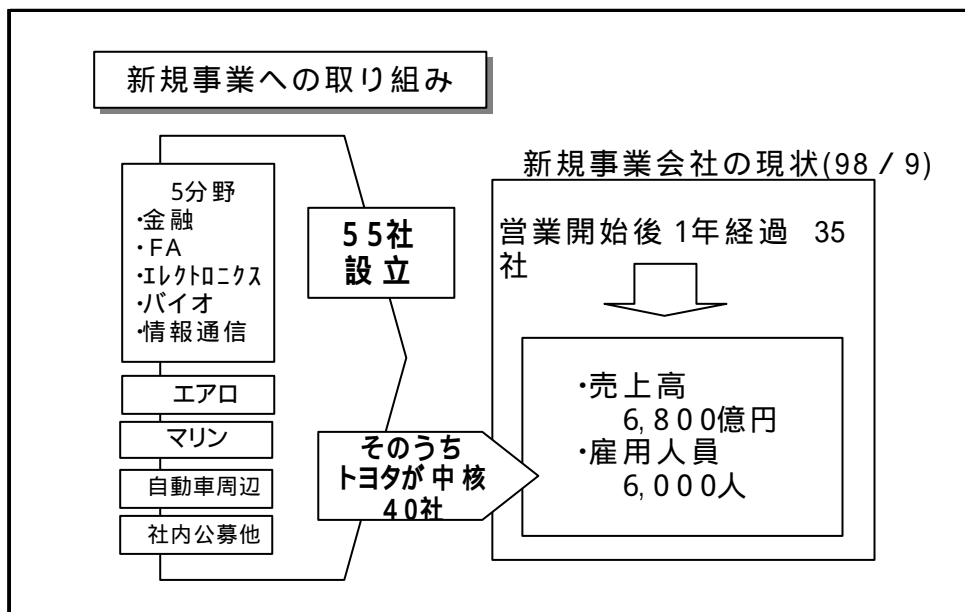 新規事業への取り組み
5分野
・金融
・FA
・エレクトロニクス
・バイオ
・情報通信
エアロ
マリン
自動車周辺
社内公募他
55社
設立
そのうち
トヨタが中核
40社
新規事業会社の現状(98/9)
営業開始後 1年経過 35
社
・売上高
6,800億円
・雇用人員
6,000人